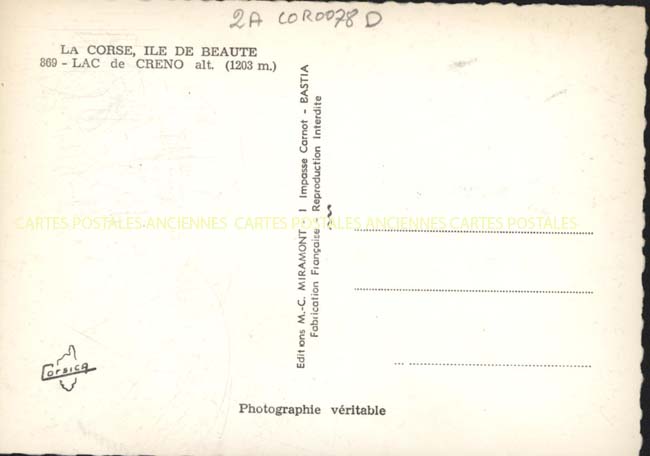 2A COR0078 D
LA CORSE, ILE DE BEAUTE
869 - LAC de CRENO alt. (1203 m.)
Editions M.-C. MIRAMONT - 1 Impasse Carnot - BASTIA
Fabrication Française - Reproduction Interdite
CARTES POSTALES ANCIENNES CARTES POSTALES ANCIENNES CARTES POSTALES
Corsica
Photographie véritable